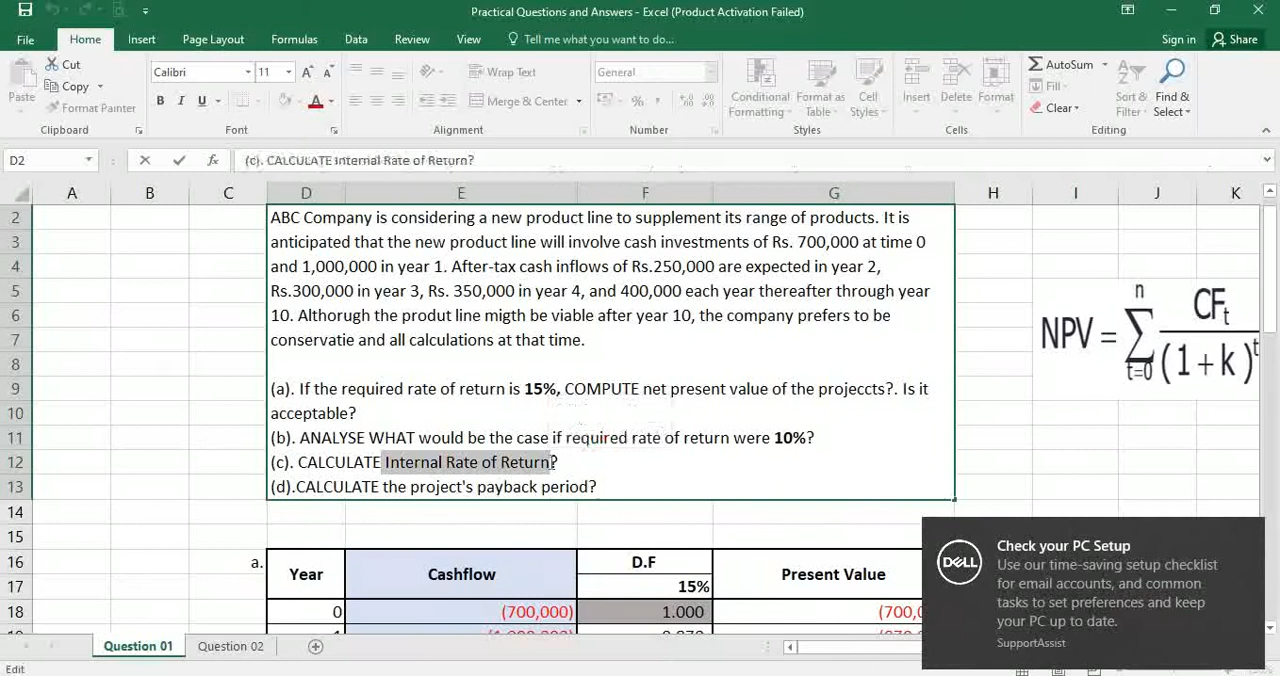 Practical Questions and Answers - Excel (Product Activation Failed)
File Home Insert Page Layout Formulas Data Review View Tell me what you want to do... Sign in Share
Paste Cut Copy Format Painter
Calibri 11 Wrap Text Merge & Center General
Conditional Formatting Format as Table Cell Styles Insert Delete Format
AutoSum Fill Clear Sort & Filter Find & Select
Clipboard Font Alignment Number Styles Cells Editing
D2 fx (c). CALCULATE Internal Rate of Return?
A B C D E F G H I J K
2 ABC Company is considering a new product line to supplement its range of products. It is
3 anticipated that the new product line will involve cash investments of Rs. 700,000 at time 0
4 and 1,000,000 in year 1. After-tax cash inflows of Rs.250,000 are expected in year 2,
5 Rs.300,000 in year 3, Rs. 350,000 in year 4, and 400,000 each year thereafter through year
6 10. Althorugh the produt line migth be viable after year 10, the company prefers to be
7 conservatie and all calculations at that time.
NPV = n ∑ t=0 CFt (1+k)t
8
9 (a). If the required rate of return is 15%, COMPUTE net present value of the projeccts?. Is it
10 acceptable?
11 (b). ANALYSE WHAT would be the case if required rate of return were 10%?
12 (c). CALCULATE Internal Rate of Return?
13 (d).CALCULATE the project's payback period?
14
15
16 a. Year Cashflow D.F Present Value
17 15%
18 0 (700,000) 1.000 (700,0
Check your PC Setup
DELL
Use our time-saving setup checklist
for email accounts, and common
tasks to set preferences and keep
your PC up to date.
SupportAssist
Question 01 Question 02
Edit